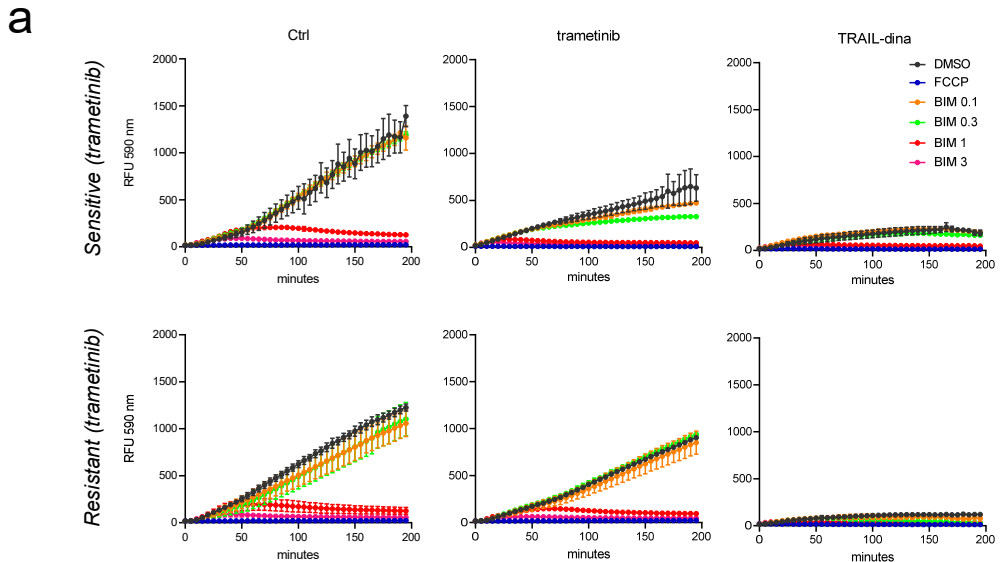 a
Ctrl
trametinib
TRAIL-dina
Sensitive (trametinib)
RFU 590 nm
2000
1500
1000
500
0
0 50 100 150 200
minutes
2000
1500
1000
500
0
0 50 100 150 200
minutes
2000
1500
1000
500
0
0 50 100 150 200
minutes
DMSO
FCCP
BIM 0.1
BIM 0.3
BIM 1
BIM 3
Resistant (trametinib)
RFU 590 nm
2000
1500
1000
500
0
0 50 100 150 200
minutes
2000
1500
1000
500
0
0 50 100 150 200
minutes
2000
1500
1000
500
0
0 50 100 150 200
minutes